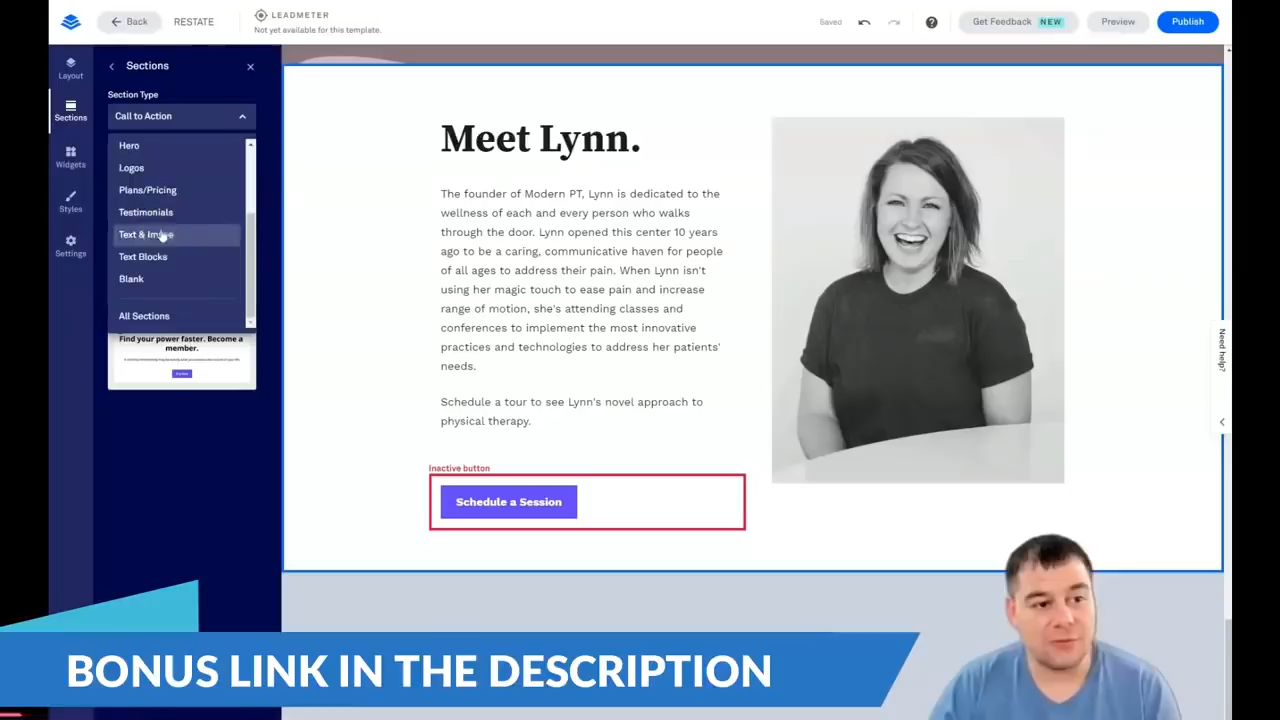 Back
RESTATE
LEADMETER
Not yet available for this template.
Saved
Get Feedback NEW
Preview
Publish
Layout
Sections
Widgets
Styles
Settings
Sections
Section Type
Call to Action
Hero
Logos
Plans/Pricing
Testimonials
Text & Image
Text Blocks
Blank
All Sections
Find your power faster. Become a
member.
Meet Lynn.
The founder of Modern PT, Lynn is dedicated to the
wellness of each and every person who walks
through the door. Lynn opened this center 10 years
ago to be a caring, communicative haven for people
of all ages to address their pain. When Lynn isn't
using her magic touch to ease pain and increase
range of motion, she's attending classes and
conferences to implement the most innovative
practices and technologies to address her patients'
needs.
Schedule a tour to see Lynn's novel approach to
physical therapy.
Inactive button
Schedule a Session
Need help?
BONUS LINK IN THE DESCRIPTION